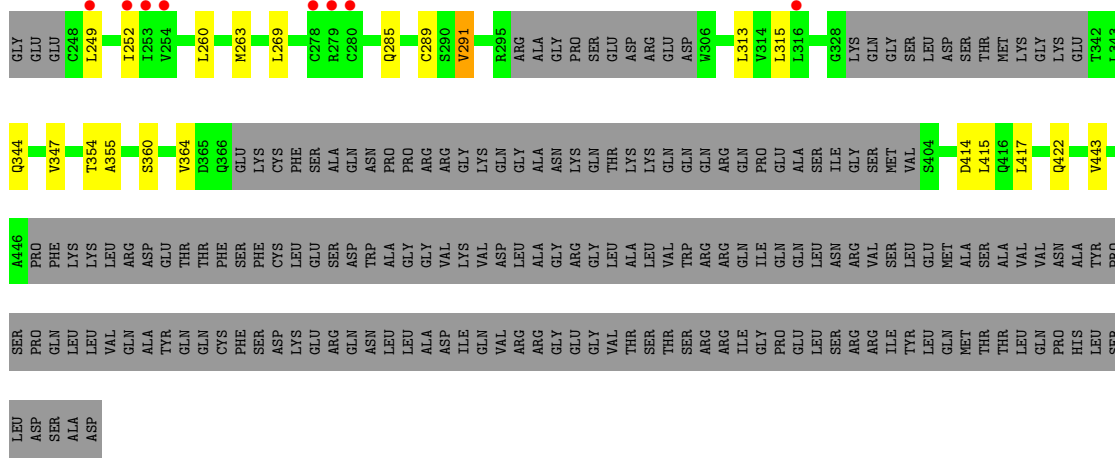 GLY GLU GLU C248 L249 I252 I253 V254 L260 M263 L269 C278 R279 C280 Q285 C289 S290 V291 R295 ARG ALA GLY PRO SER GLU ASP ARG GLU ASP W306 L313 V314 L315 L316 G328 LYS GLN GLY SER LEU ASP SER THR MET LYS GLY LYS GLU T342 L343
Q344 V347 T354 A355 S360 V364 D365 Q366 GLU LYS CYS PHE SER ALA GLN ASN PRO PRO ARG ARG GLY LYS GLN GLY ALA ASN LYS GLN THR LYS LYS GLN GLN GLN ARG GLN PRO GLU ALA SER ILE GLY SER MET VAL S404 D414 L415 Q416 L417 Q422 V443
A446 PRO PHE LYS LYS LEU ARG ASP GLU THR THR PHE SER PHE CYS LEU GLU SER ASP TRP ALA GLY GLY VAL LYS VAL ASP LEU ALA GLY ARG GLY LEU ALA LEU VAL TRP ARG ARG GLN ILE GLN GLN LEU ASN ARG VAL SER LEU GLU MET ALA SER ALA VAL VAL ASN ALA TYR PRO
SER PRO GLN LEU LEU VAL GLN ALA TYR GLN GLN CYS PHE SER ASP LYS GLU ARG GLN ASN LEU LEU ALA ASP ILE GLN VAL ARG ARG GLY GLU GLY VAL THR SER THR SER ARG ARG ILE GLY PRO GLU LEU SER ARG ARG ILE TYR LEU GLN MET THR THR LEU GLN PRO HIS LEU SER
LEU ASP SER ALA ASP